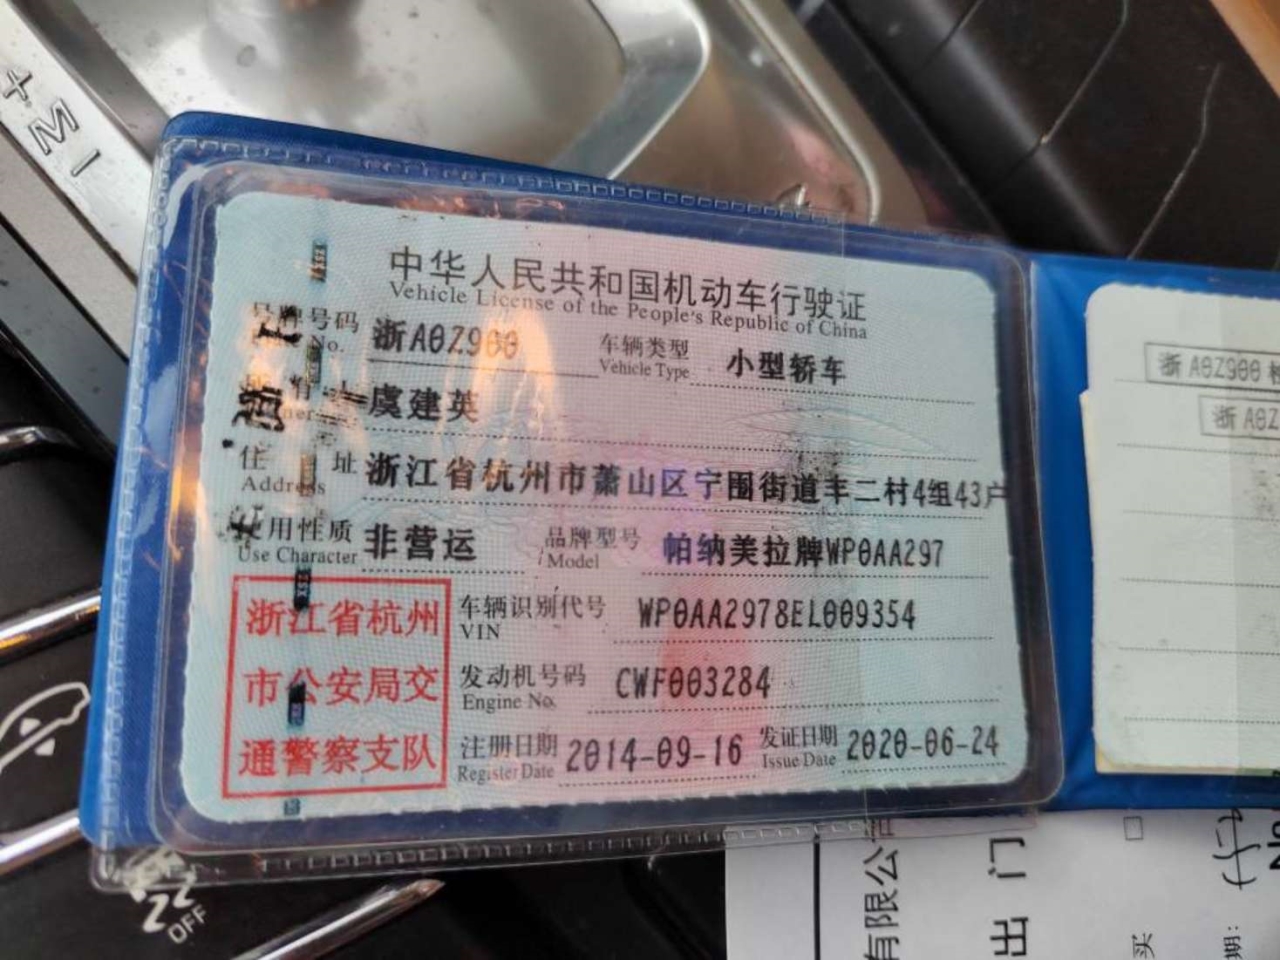 中华人民共和国机动车行驶证
Vehicle License of the People's Republic of China
号牌号码 浙A0Z900 车辆类型 小型轿车
No. Vehicle Type
虞建英
住 址 浙江省杭州市萧山区宁围街道丰二村4组43户
Address
使用性质 非营运 品牌型号 帕纳美拉牌WP0AA297
Use Character Model
浙江省杭州
市公安局交
通警察支队
车辆识别代号 WP0AA2978EL009354
VIN
发动机号码 CWF003284
Engine No.
注册日期 2014-09-16 发证日期 2020-06-24
Register Date Issue Date
浙A0Z900
浙A0Z
+
M
OFF
有限公
出 门
买
期: